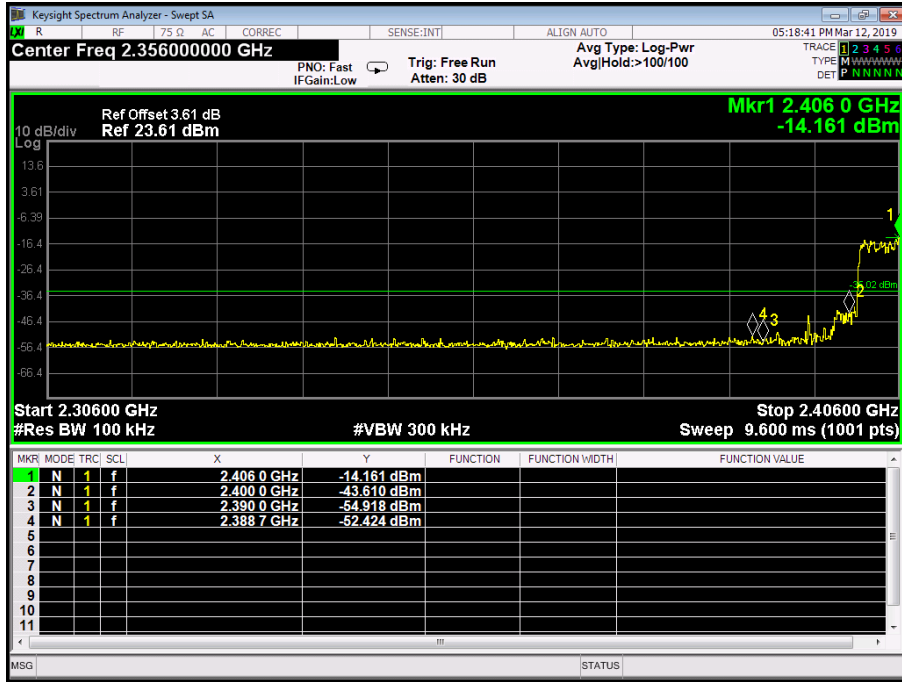 Keysight Spectrum Analyzer - Swept SA
LXI R RF 75 Ω AC CORREC SENSE:INT ALIGN AUTO 05:18:41 PM Mar 12, 2019
Center Freq 2.356000000 GHz
PNO: Fast
IFGain:Low
Trig: Free Run
Atten: 30 dB
Avg Type: Log-Pwr
Avg|Hold:>100/100
TRACE 1 2 3 4 5 6
TYPE M W W W W W
DET P N N N N N
Mkr1 2.406 0 GHz
-14.161 dBm
Ref Offset 3.61 dB
10 dB/div Ref 23.61 dBm
Log
13.6
3.61
-6.39
-16.4
-26.4
-36.4
-46.4
-56.4
-66.4
1
2
4 3
Start 2.30600 GHz Stop 2.40600 GHz
#Res BW 100 kHz #VBW 300 kHz Sweep 9.600 ms (1001 pts)
MKR MODE TRC SCL X Y FUNCTION FUNCTION WIDTH FUNCTION VALUE
1 N 1 f 2.406 0 GHz -14.161 dBm
2 N 1 f 2.400 0 GHz -43.610 dBm
3 N 1 f 2.390 0 GHz -54.918 dBm
4 N 1 f 2.388 7 GHz -52.424 dBm
5
6
7
8
9
10
11
MSG STATUS